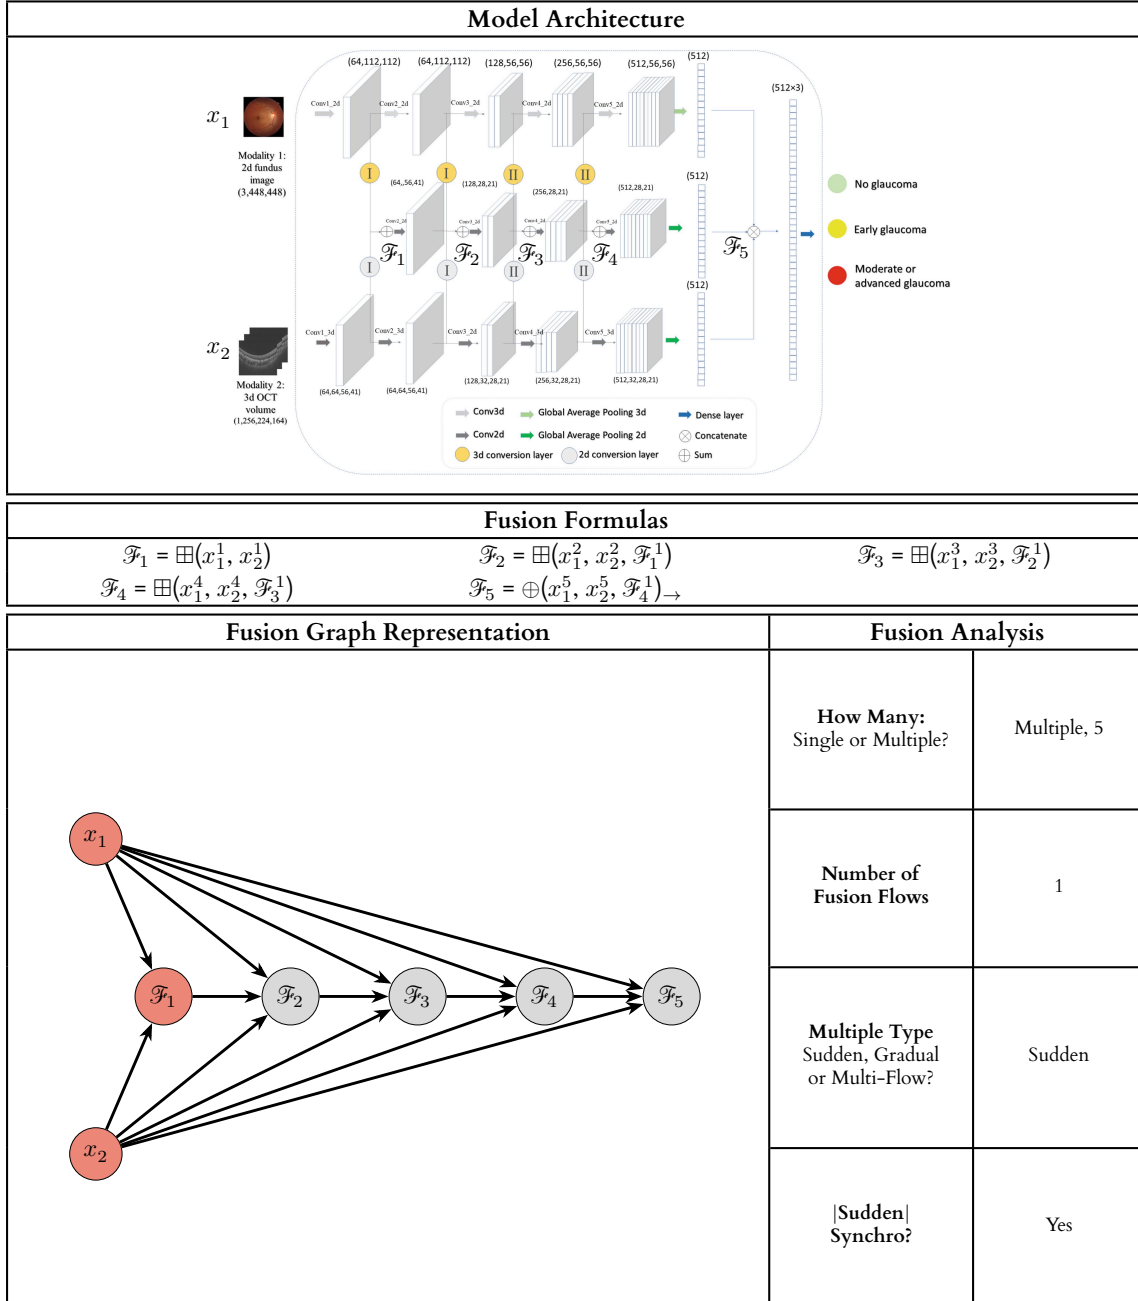 Model Architecture
(64,112,112) (64,112,112) (128,56,56) (256,56,56) (512,56,56) (512)
(512×3)
Conv1_2d Conv2_2d Conv3_2d Conv4_2d Conv5_2d
x₁
Modality 1:
2d fundus
image
(3,448,448)
I I II II
(64,,56,41) (128,28,21) (256,28,21) (512,28,21) (512)
No glaucoma
Conv2_2d Conv3_2d Conv4_2d Conv5_2d
ℱ₁ ℱ₂ ℱ₃ ℱ₄ ℱ₅
Early glaucoma
I I II II
Moderate or
advanced glaucoma
(512)
Conv1_3d Conv2_3d Conv3_2d Conv4_3d Conv5_3d
x₂
Modality 2:
3d OCT
volume
(1,256,224,164)
(64,64,56,41) (64,64,56,41) (128,32,28,21) (256,32,28,21) (512,32,28,21)
Conv3d Global Average Pooling 3d Dense layer
Conv2d Global Average Pooling 2d Concatenate
3d conversion layer 2d conversion layer Sum
Fusion Formulas
ℱ₁ = ⊞(x₁¹, x₂¹) ℱ₂ = ⊞(x₁², x₂², ℱ₁¹) ℱ₃ = ⊞(x₁³, x₂³, ℱ₂¹)
ℱ₄ = ⊞(x₁⁴, x₂⁴, ℱ₃¹) ℱ₅ = ⊕(x₁⁵, x₂⁵, ℱ₄¹)→
Fusion Graph Representation
x₁
ℱ₁ ℱ₂ ℱ₃ ℱ₄ ℱ₅
x₂
Fusion Analysis
How Many:
Single or Multiple?
Multiple, 5
Number of
Fusion Flows
1
Multiple Type
Sudden, Gradual
or Multi-Flow?
Sudden
|Sudden|
Synchro?
Yes